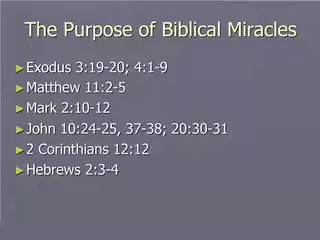 The Purpose of Biblical Miracles
►Exodus 3:19-20; 4:1-9
►Matthew 11:2-5
►Mark 2:10-12
►John 10:24-25, 37-38; 20:30-31
►2 Corinthians 12:12
►Hebrews 2:3-4